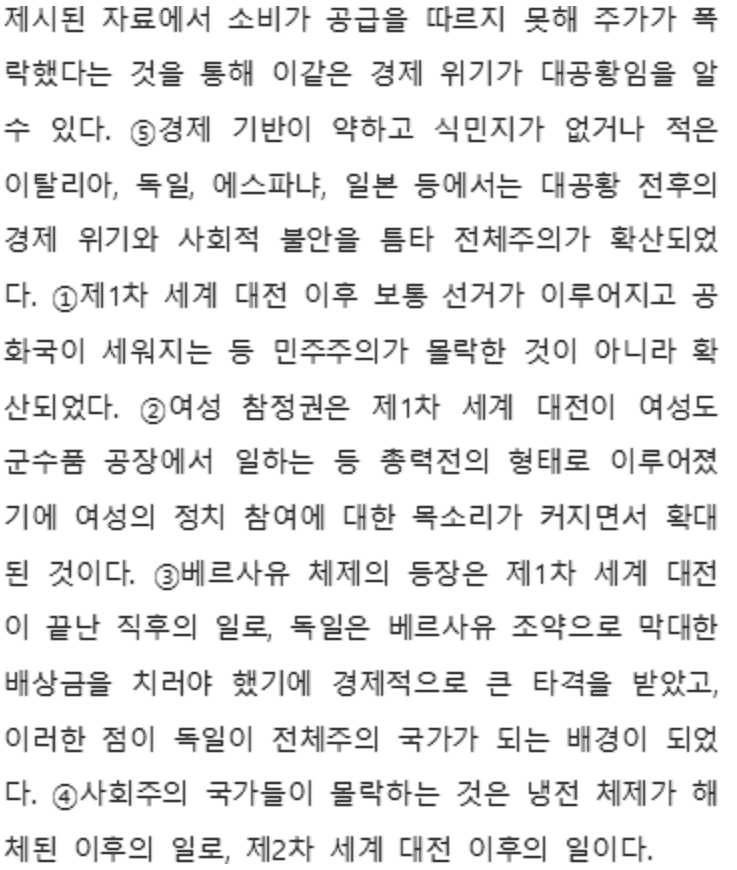 제시된 자료에서 소비가 공급을 따르지 못해 주가가 폭
락했다는 것을 통해 이같은 경제 위기가 대공황임을 알
수 있다. ⑤경제 기반이 약하고 식민지가 없거나 적은
이탈리아, 독일, 에스파냐, 일본 등에서는 대공황 전후의
경제 위기와 사회적 불안을 틈타 전체주의가 확산되었
다. ①제1차 세계 대전 이후 보통 선거가 이루어지고 공
화국이 세워지는 등 민주주의가 몰락한 것이 아니라 확
산되었다. ②여성 참정권은 제1차 세계 대전이 여성도
군수품 공장에서 일하는 등 총력전의 형태로 이루어졌
기에 여성의 정치 참여에 대한 목소리가 커지면서 확대
된 것이다. ③베르사유 체제의 등장은 제1차 세계 대전
이 끝난 직후의 일로, 독일은 베르사유 조약으로 막대한
배상금을 치러야 했기에 경제적으로 큰 타격을 받았고,
이러한 점이 독일이 전체주의 국가가 되는 배경이 되었
다. ④사회주의 국가들이 몰락하는 것은 냉전 체제가 해
체된 이후의 일로, 제2차 세계 대전 이후의 일이다.